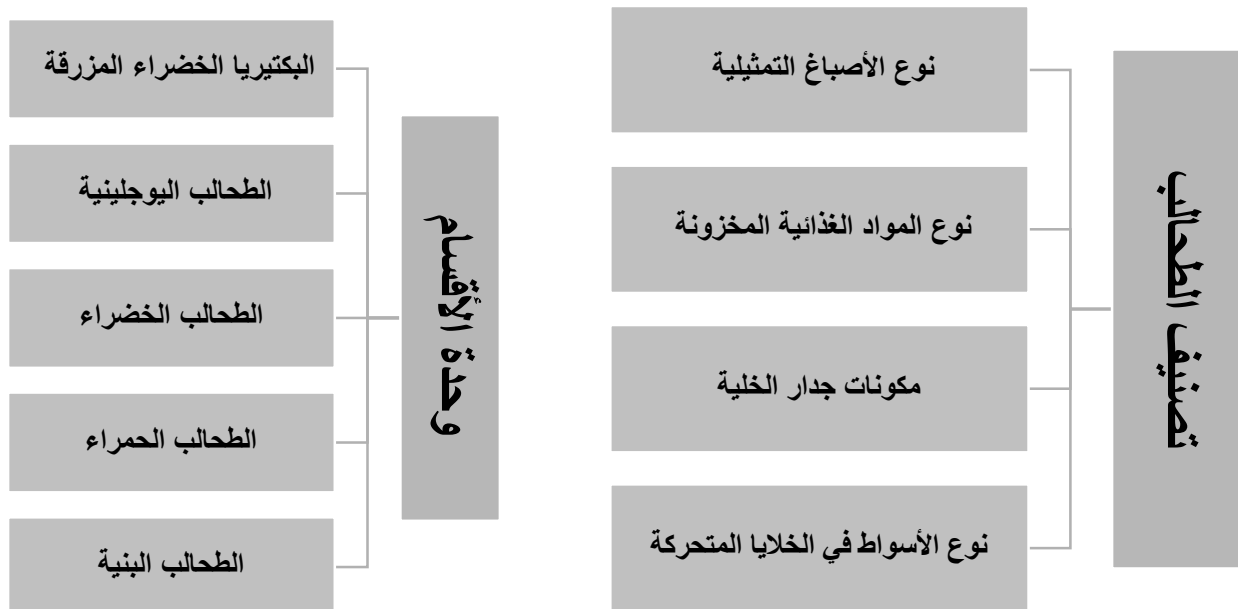 تصنيف الطحالب
نوع الأصباغ التمثيلية
نوع المواد الغذائية المخزونة
مكونات جدار الخلية
نوع الأسواط في الخلايا المتحركة
وحدة الأقسام
البكتيريا الخضراء المزرقة
الطحالب اليوجلينية
الطحالب الخضراء
الطحالب الحمراء
الطحالب البنية